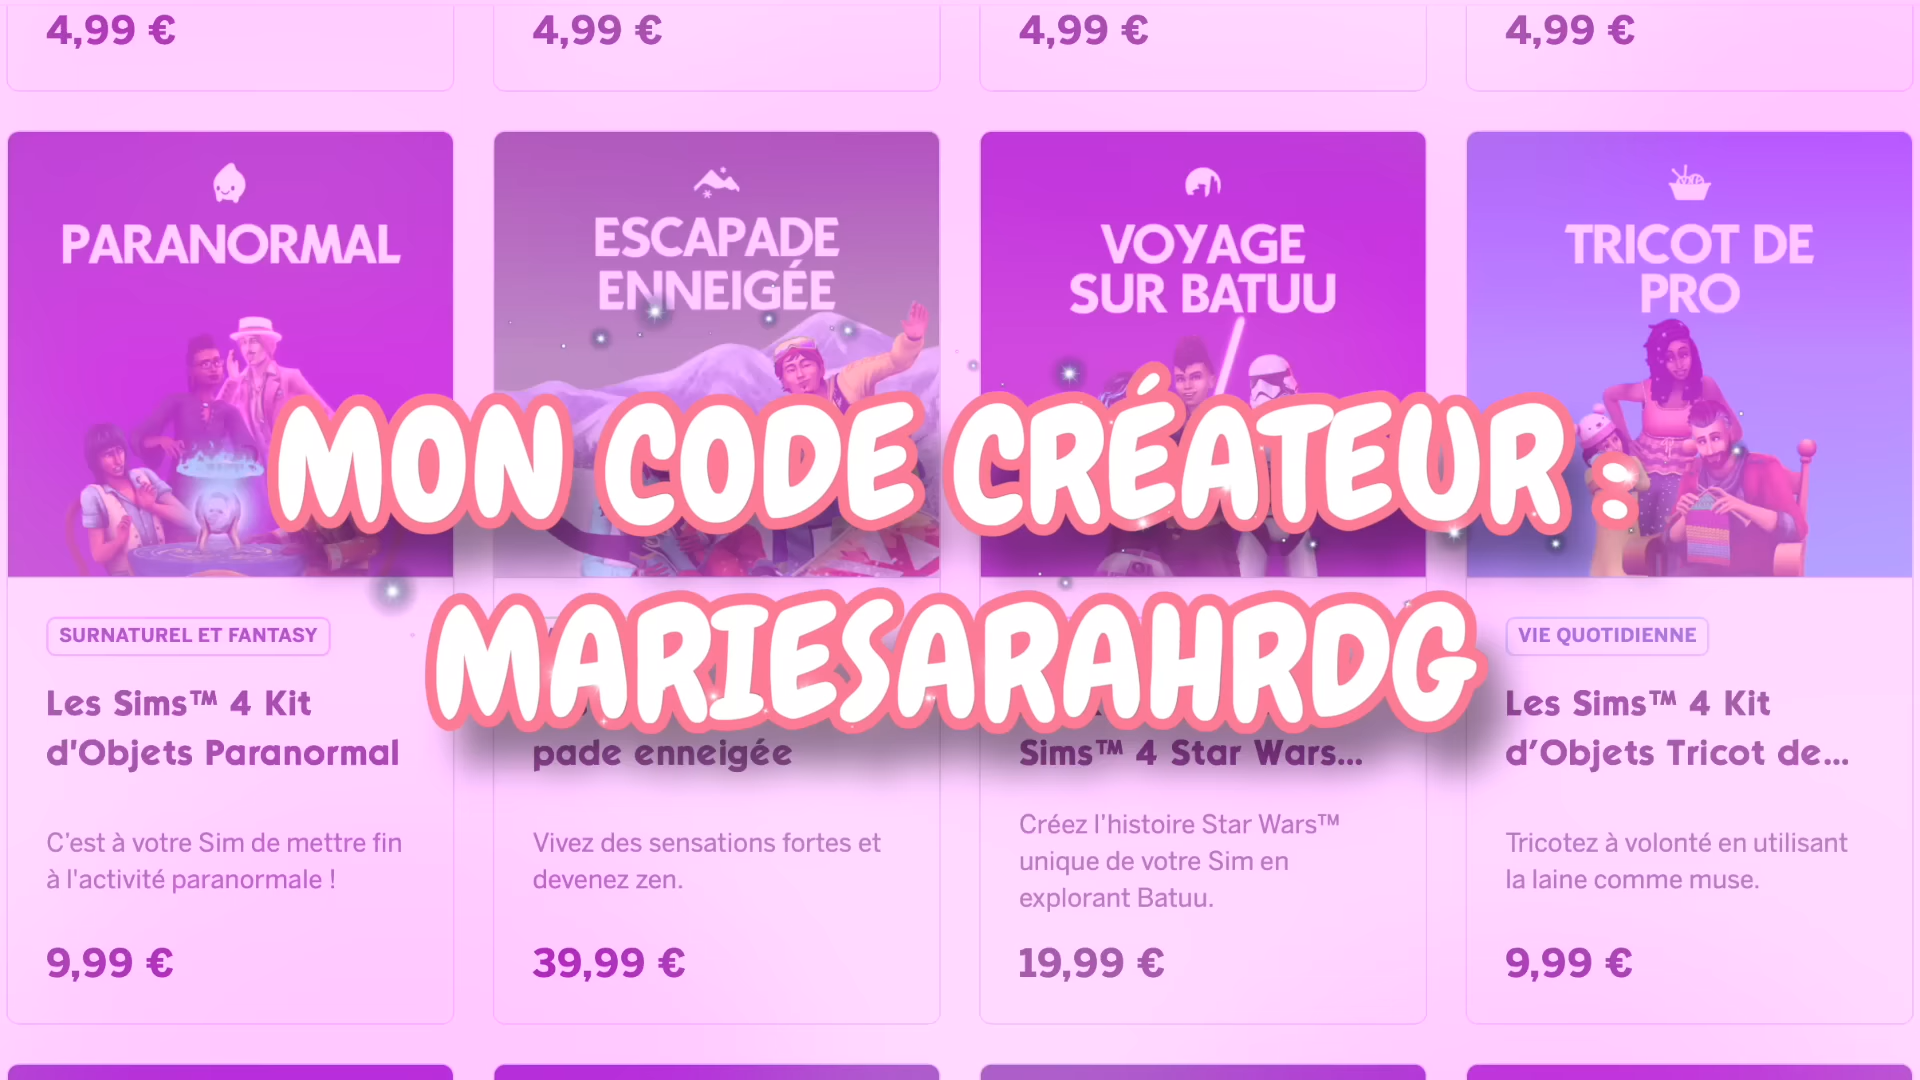 4,99 €
4,99 €
4,99 €
4,99 €
PARANORMAL
ESCAPADE
ENNEIGÉE
VOYAGE
SUR BATUU
TRICOT DE
PRO
MON CODE CRÉATEUR :
MARIESARAHRDG
SURNATUREL ET FANTASY
Les Sims™ 4 Kit
d'Objets Paranormal
C'est à votre Sim de mettre fin
à l'activité paranormale !
9,99 €
pade enneigée
Vivez des sensations fortes et
devenez zen.
39,99 €
Sims™ 4 Star Wars...
Créez l'histoire Star Wars™
unique de votre Sim en
explorant Batuu.
19,99 €
VIE QUOTIDIENNE
Les Sims™ 4 Kit
d’Objets Tricot de...
Tricotez à volonté en utilisant
la laine comme muse.
9,99 €